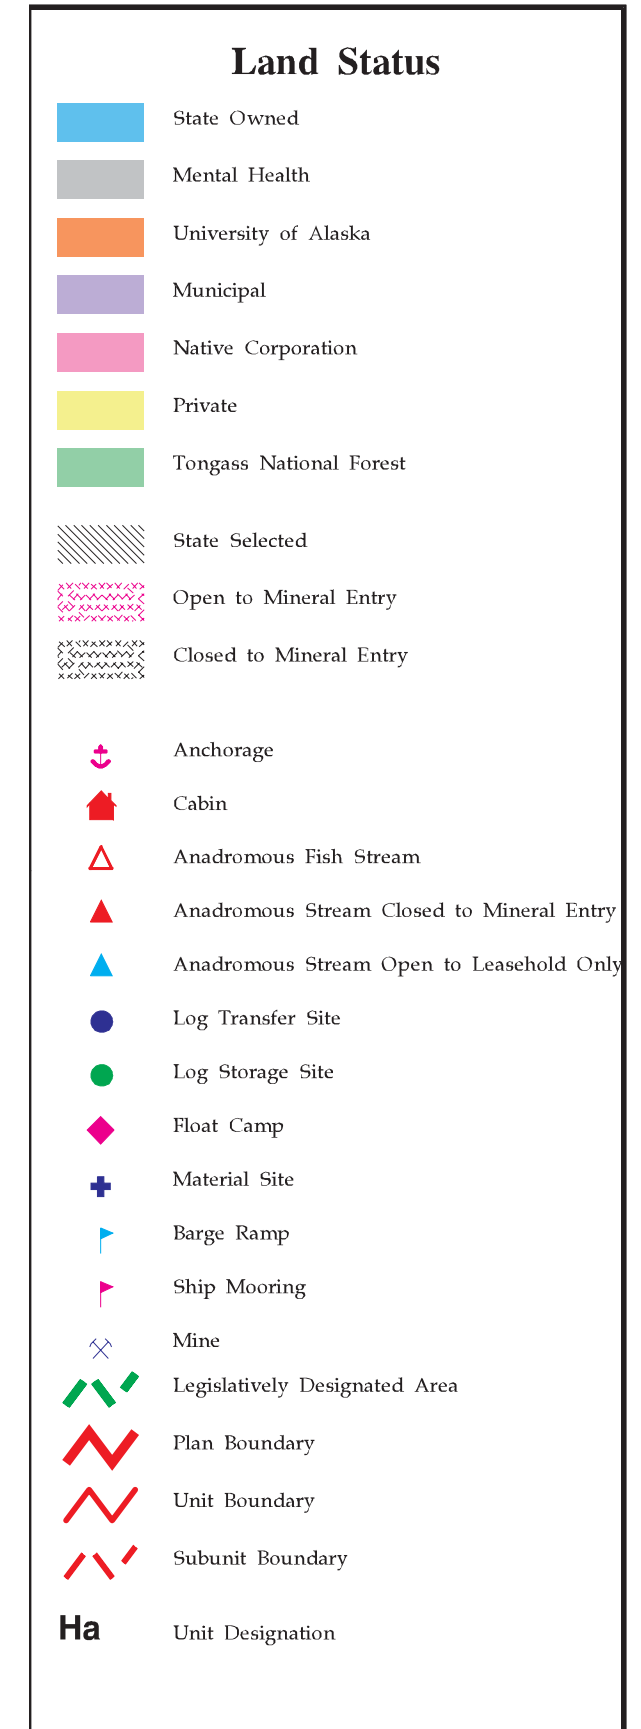 Land Status
State Owned
Mental Health
University of Alaska
Municipal
Native Corporation
Private
Tongass National Forest
State Selected
Open to Mineral Entry
Closed to Mineral Entry
Anchorage
Cabin
Anadromous Fish Stream
Anadromous Stream Closed to Mineral Entry
Anadromous Stream Open to Leasehold Only
Log Transfer Site
Log Storage Site
Float Camp
Material Site
Barge Ramp
Ship Mooring
Mine
Legislatively Designated Area
Plan Boundary
Unit Boundary
Subunit Boundary
Ha Unit Designation